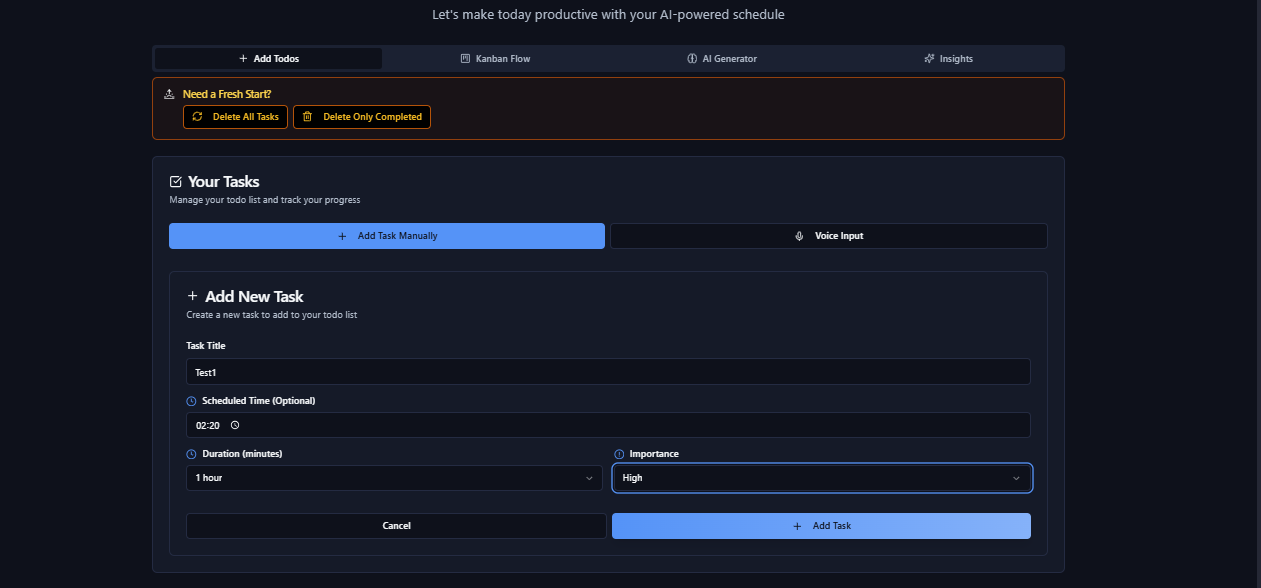 Let's make today productive with your AI-powered schedule
Add Todos
Kanban Flow
AI Generator
Insights
Need a Fresh Start?
Delete All Tasks
Delete Only Completed
Your Tasks
Manage your todo list and track your progress
Add Task Manually
Voice Input
Add New Task
Create a new task to add to your todo list
Task Title
Test1
Scheduled Time (Optional)
02:20
Duration (minutes)
Importance
1 hour
High
Cancel
Add Task